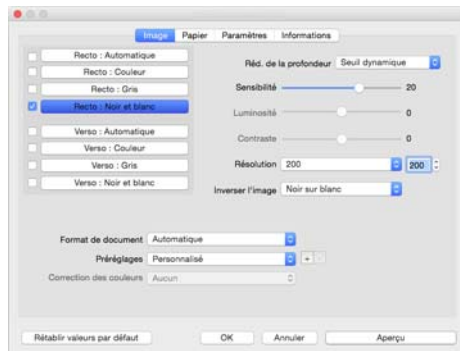 Image Papier Paramètres Informations
Recto : Automatique
Recto : Couleur
Recto : Gris
Recto : Noir et blanc
Verso : Automatique
Verso : Couleur
Verso : Gris
Verso : Noir et blanc
Réd. de la profondeur Seuil dynamique
Sensibilité 20
Luminosité 0
Contraste 0
Résolution 200 200
Inverser l'image Noir sur blanc
Format de document Automatique
Préréglages Personnalisé + -
Correction des couleurs Aucun
Rétablir valeurs par défaut OK Annuler Aperçu